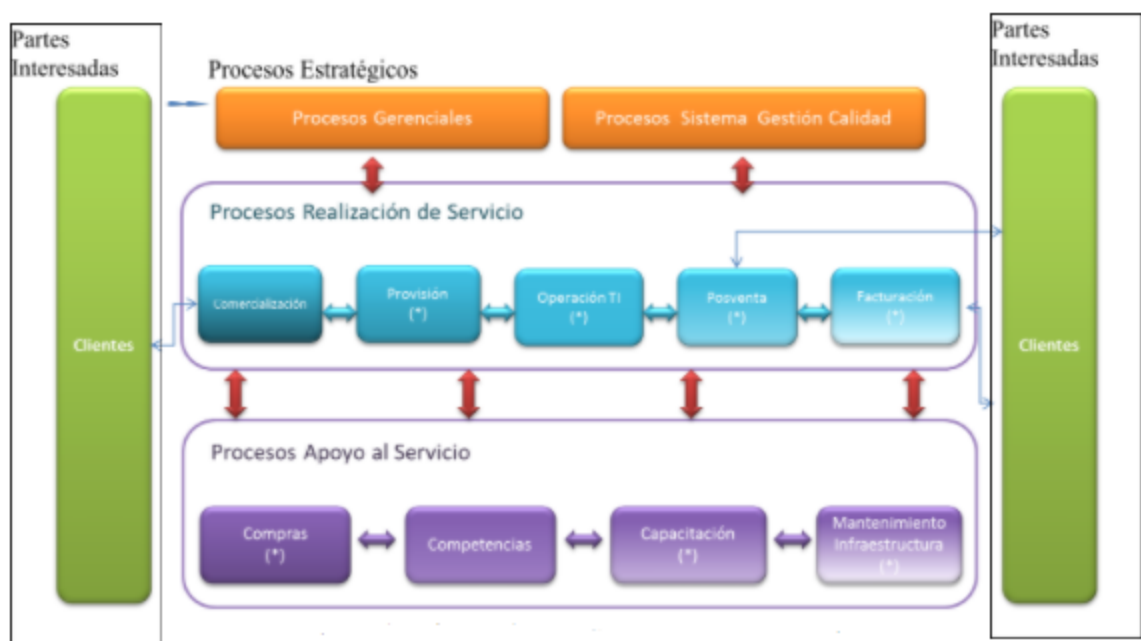 Partes
Interesadas
Clientes
Procesos Estratégicos
Procesos Gerenciales
Procesos Sistema Gestión Calidad
Procesos Realización de Servicio
Comercialización
Provisión
(*)
Operación TI
(*)
Posventa
(*)
Facturación
(*)
Procesos Apoyo al Servicio
Compras
(*)
Competencias
Capacitación
(*)
Mantenimiento
Infraestructura
(*)
Partes
Interesadas
Clientes